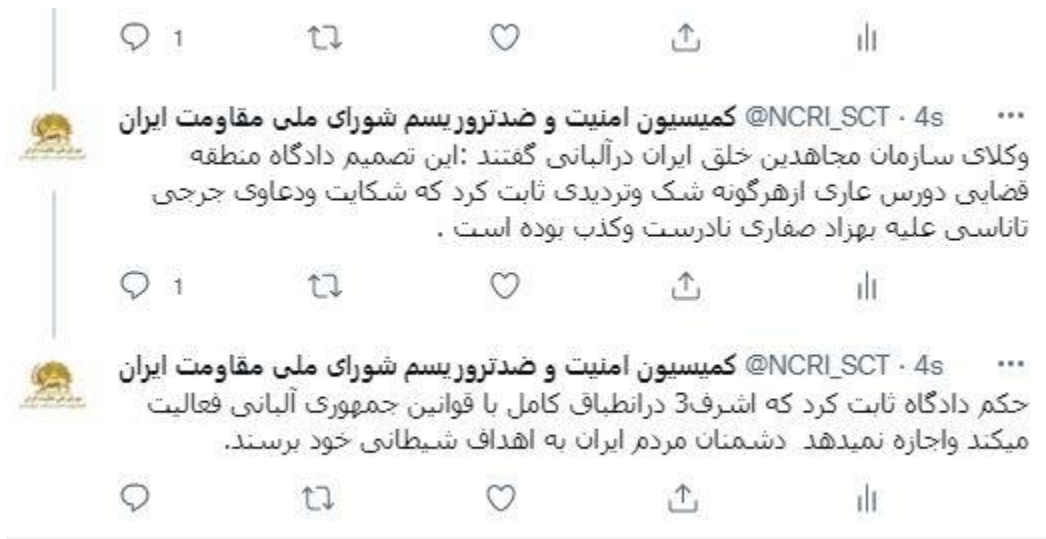 1
کمیسیون امنیت و ضدتروریسم شورای ملی مقاومت ایران @NCRI_SCT · 4s
وکلای سازمان مجاهدین خلق ایران درآلبانی گفتند :این تصمیم دادگاه منطقه
قضایی دورس عاری ازهرگونه شک وتردیدی ثابت کرد که شکایت ودعاوی جرجی
تاناسی علیه بهزاد صفاری نادرست وکذب بوده است .
1
کمیسیون امنیت و ضدتروریسم شورای ملی مقاومت ایران @NCRI_SCT · 4s
حکم دادگاه ثابت کرد که اشرف3 درانطباق کامل با قوانین جمهوری آلبانی فعالیت
میکند واجازه نمیدهد دشمنان مردم ایران به اهداف شیطانی خود برسند.